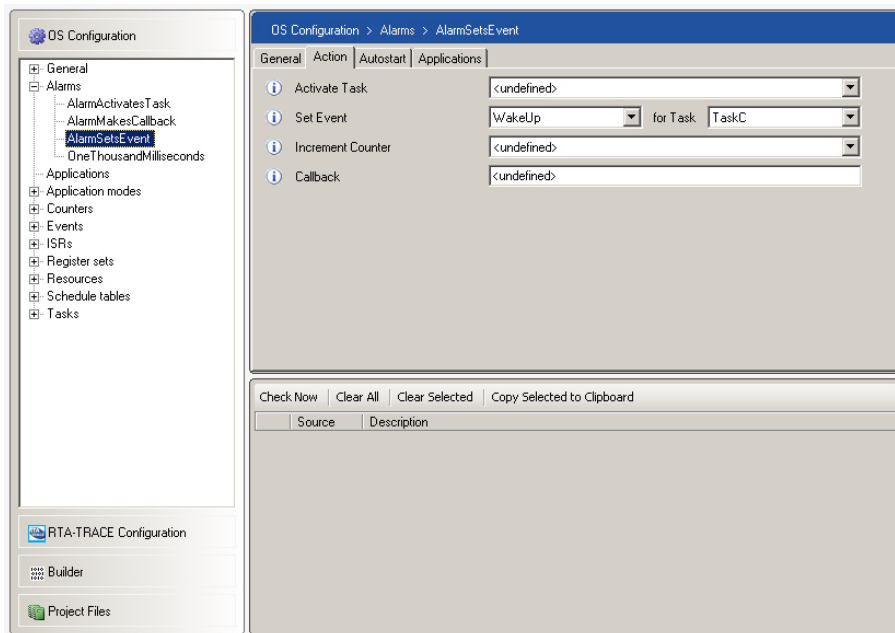 OS Configuration
General
Alarms
AlarmActivatesTask
AlarmMakesCallback
AlarmSetsEvent
OneThousandMilliseconds
Applications
Application modes
Counters
Events
ISRs
Register sets
Resources
Schedule tables
Tasks
RTA-TRACE Configuration
Builder
Project Files
OS Configuration > Alarms > AlarmSetsEvent
General Action Autostart Applications
Activate Task <undefined>
Set Event WakeUp for Task TaskC
Increment Counter <undefined>
Callback <undefined>
Check Now Clear All Clear Selected Copy Selected to Clipboard
Source Description